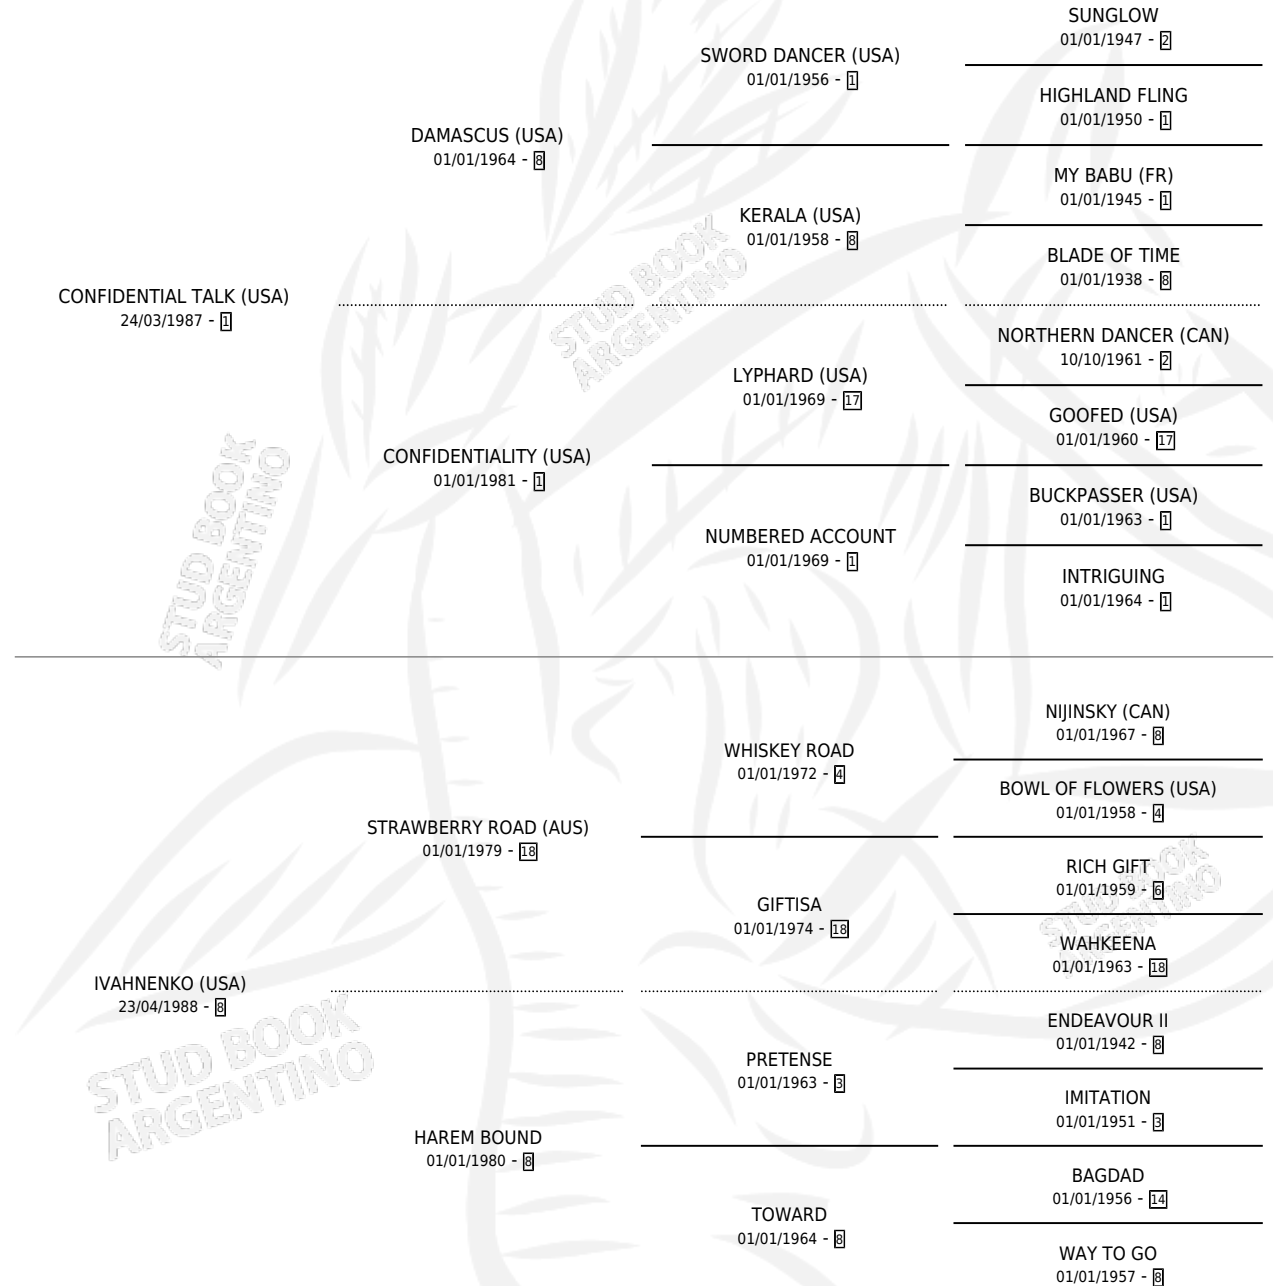 SUNGLOW
01/01/1947 - 2
SWORD DANCER (USA)
01/01/1956 - 1
HIGHLAND FLING
01/01/1950 - 1
DAMASCUS (USA)
01/01/1964 - 8
MY BABU (FR)
01/01/1945 - 1
KERALA (USA)
01/01/1958 - 8
BLADE OF TIME
01/01/1938 - 8
CONFIDENTIAL TALK (USA)
24/03/1987 - 1
NORTHERN DANCER (CAN)
10/10/1961 - 2
LYPHARD (USA)
01/01/1969 - 17
GOOFED (USA)
01/01/1960 - 17
CONFIDENTIALITY (USA)
01/01/1981 - 1
BUCKPASSER (USA)
01/01/1963 - 1
NUMBERED ACCOUNT
01/01/1969 - 1
INTRIGUING
01/01/1964 - 1
NIJINSKY (CAN)
01/01/1967 - 8
WHISKEY ROAD
01/01/1972 - 4
BOWL OF FLOWERS (USA)
01/01/1958 - 4
STRAWBERRY ROAD (AUS)
01/01/1979 - 18
RICH GIFT
01/01/1959 - 6
GIFTISA
01/01/1974 - 18
WAHKEENA
01/01/1963 - 18
IVAHNENKO (USA)
23/04/1988 - 8
ENDEAVOUR II
01/01/1942 - 8
PRETENSE
01/01/1963 - 3
IMITATION
01/01/1951 - 3
HAREM BOUND
01/01/1980 - 8
BAGDAD
01/01/1956 - 14
TOWARD
01/01/1964 - 8
WAY TO GO
01/01/1957 - 8
STUD BOOK
ARGENTINO
STUD BOOK
ARGENTINO
STUD BOOK
ARGENTINO
STUD BOOK
ARGENTINO